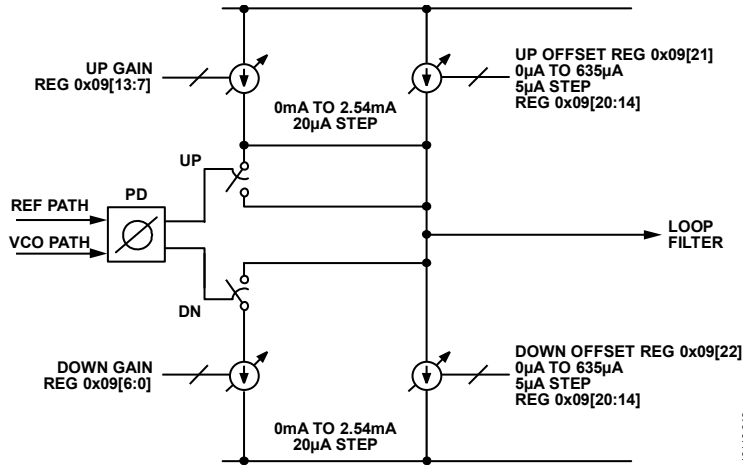 UP GAIN
REG 0x09[13:7]
UP OFFSET REG 0x09[21]
0µA TO 635µA
5µA STEP
REG 0x09[20:14]
0mA TO 2.54mA
20µA STEP
UP
PD
REF PATH
VCO PATH
LOOP
FILTER
DN
DOWN GAIN
REG 0x09[6:0]
DOWN OFFSET REG 0x09[22]
0µA TO 635µA
5µA STEP
REG 0x09[20:14]
0mA TO 2.54mA
20µA STEP